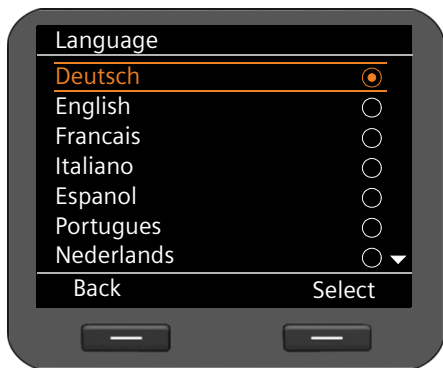 Language
Deutsch
English
Francais
Italiano
Espanol
Portugues
Nederlands
Back Select